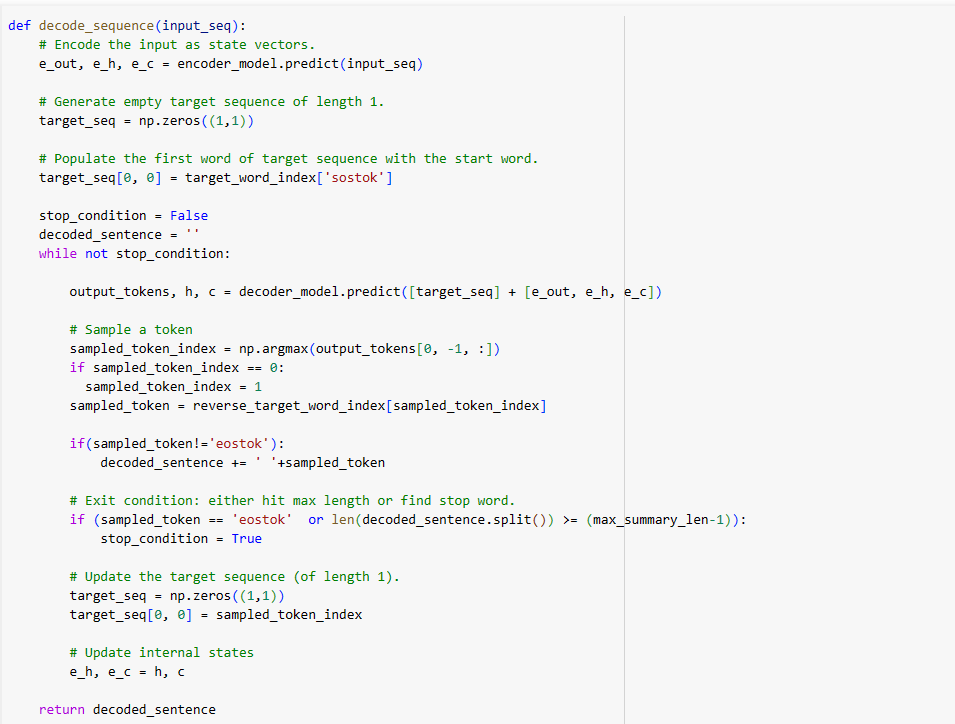 def decode_sequence(input_seq):
    # Encode the input as state vectors.
    e_out, e_h, e_c = encoder_model.predict(input_seq)

    # Generate empty target sequence of length 1.
    target_seq = np.zeros((1,1))

    # Populate the first word of target sequence with the start word.
    target_seq[0, 0] = target_word_index['sostok']

    stop_condition = False
    decoded_sentence = ''
    while not stop_condition:

        output_tokens, h, c = decoder_model.predict([target_seq] + [e_out, e_h, e_c])

        # Sample a token
        sampled_token_index = np.argmax(output_tokens[0, -1, :])
        if sampled_token_index == 0:
          sampled_token_index = 1
        sampled_token = reverse_target_word_index[sampled_token_index]

        if(sampled_token!='eostok'):
            decoded_sentence += ' '+sampled_token

        # Exit condition: either hit max length or find stop word.
        if (sampled_token == 'eostok'  or len(decoded_sentence.split()) >= (max_summary_len-1)):
            stop_condition = True

        # Update the target sequence (of length 1).
        target_seq = np.zeros((1,1))
        target_seq[0, 0] = sampled_token_index

        # Update internal states
        e_h, e_c = h, c

    return decoded_sentence